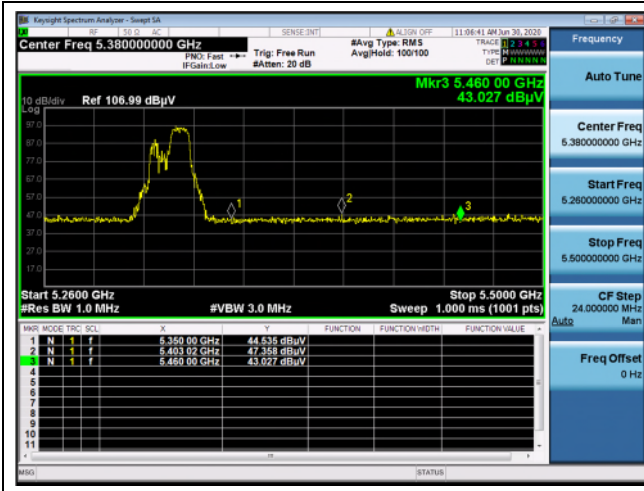 Keysight Spectrum Analyzer - Swept SA
RF 50 Ω AC SENSE:INT ALIGN OFF 11:06:41 AM Jun 30, 2020
Center Freq 5.380000000 GHz
PNO: Fast
IFGain:Low
Trig: Free Run
#Atten: 20 dB
#Avg Type: RMS
Avg|Hold: 100/100
TRACE 1 2 3 4 5 6
TYPE M WWWWW
DET P N N N N N
Mkr3 5.460 00 GHz
43.027 dBµV
10 dB/div Ref 106.99 dBµV
Log
97.0
87.0
77.0
67.0
57.0
47.0
37.0
27.0
17.0
1
2
3
Start 5.2600 GHz Stop 5.5000 GHz
#Res BW 1.0 MHz #VBW 3.0 MHz Sweep 1.000 ms (1001 pts)
MKR MODE TRC SCL X Y FUNCTION FUNCTION WIDTH FUNCTION VALUE
1 N 1 f 5.350 00 GHz 44.535 dBuV
2 N 1 f 5.403 02 GHz 47.358 dBuV
3 N 1 f 5.460 00 GHz 43.027 dBuV
4
5
6
7
8
9
10
11
MSG STATUS
Frequency
Auto Tune
Center Freq
5.380000000 GHz
Start Freq
5.260000000 GHz
Stop Freq
5.500000000 GHz
CF Step
24.000000 MHz
Auto Man
Freq Offset
0 Hz